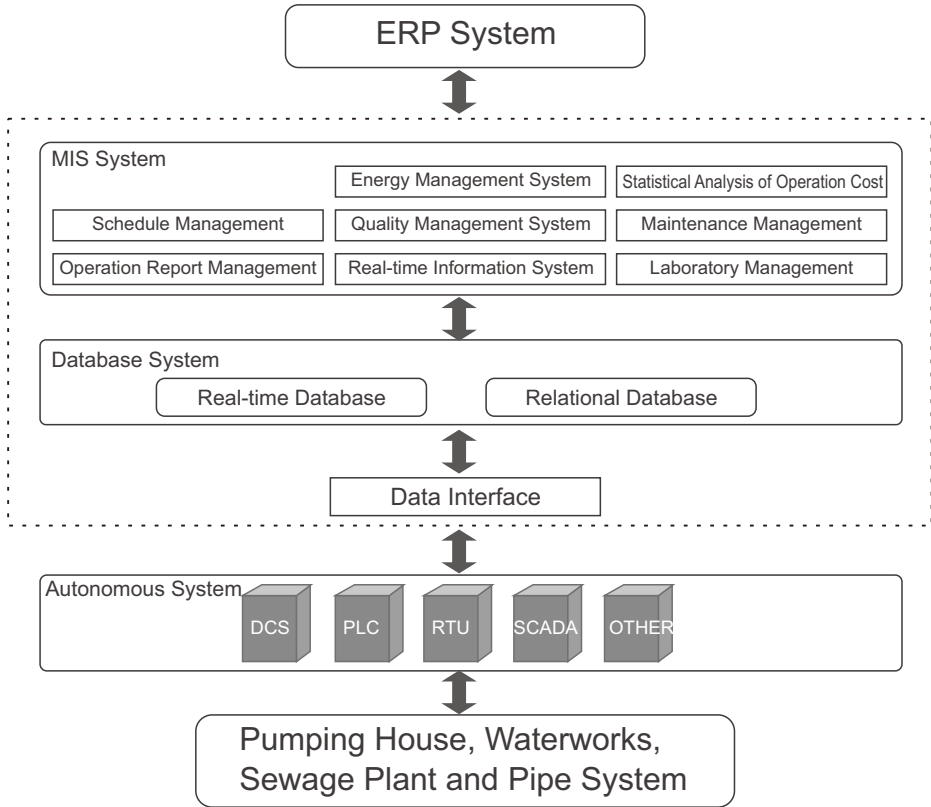 ERP System
MIS System
Energy Management System
Statistical Analysis of Operation Cost
Schedule Management
Quality Management System
Maintenance Management
Operation Report Management
Real-time Information System
Laboratory Management
Database System
Real-time Database
Relational Database
Data Interface
Autonomous System
DCS
PLC
RTU
SCADA
OTHER
Pumping House, Waterworks,
Sewage Plant and Pipe System